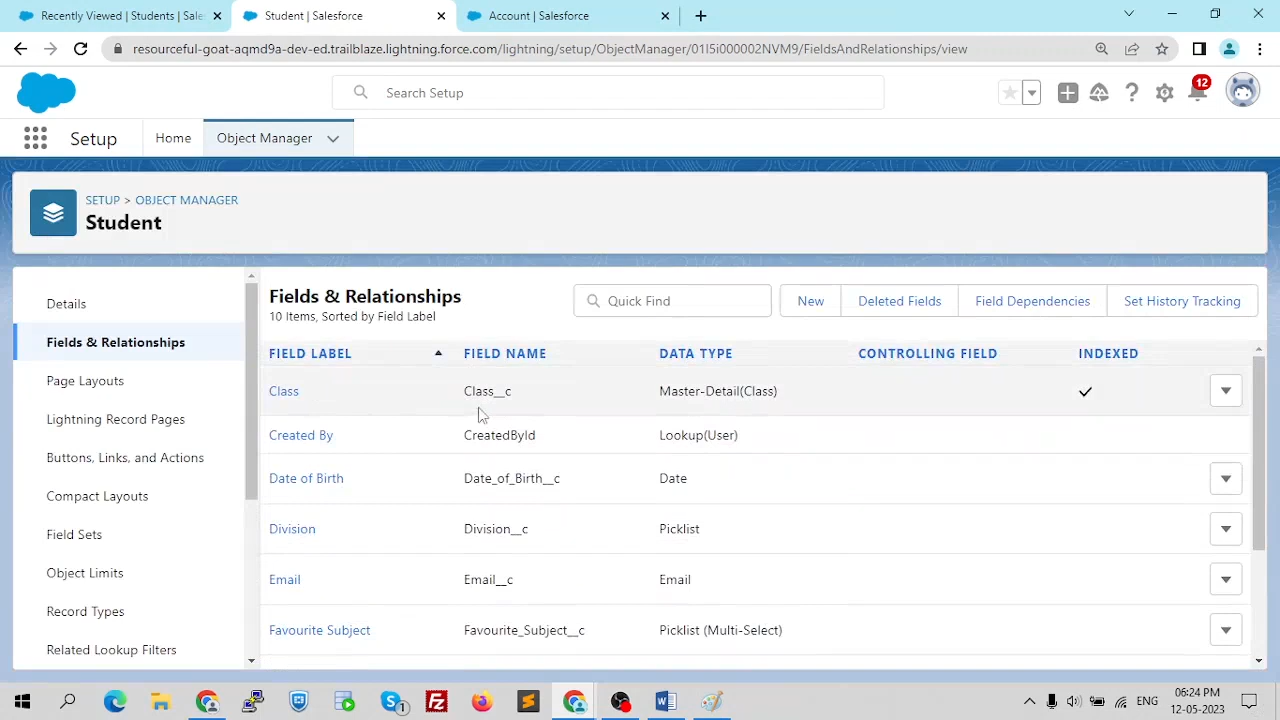 Recently Viewed | Students | Sale
Student | Salesforce
Account | Salesforce
resourceful-goat-aqmd9a-dev-ed.trailblaze.lightning.force.com/lightning/setup/ObjectManager/01I5i000002NVM9/FieldsAndRelationships/view
Search Setup
12
Setup
Home
Object Manager
SETUP > OBJECT MANAGER
Student
Details
Fields & Relationships
Page Layouts
Lightning Record Pages
Buttons, Links, and Actions
Compact Layouts
Field Sets
Object Limits
Record Types
Related Lookup Filters
Fields & Relationships
10 Items, Sorted by Field Label
Quick Find
New
Deleted Fields
Field Dependencies
Set History Tracking
FIELD LABEL FIELD NAME DATA TYPE CONTROLLING FIELD INDEXED
Class Class__c Master-Detail(Class)
Created By CreatedById Lookup(User)
Date of Birth Date_of_Birth__c Date
Division Division__c Picklist
Email Email__c Email
Favourite Subject Favourite_Subject__c Picklist (Multi-Select)
1
ENG
06:24 PM
12-05-2023